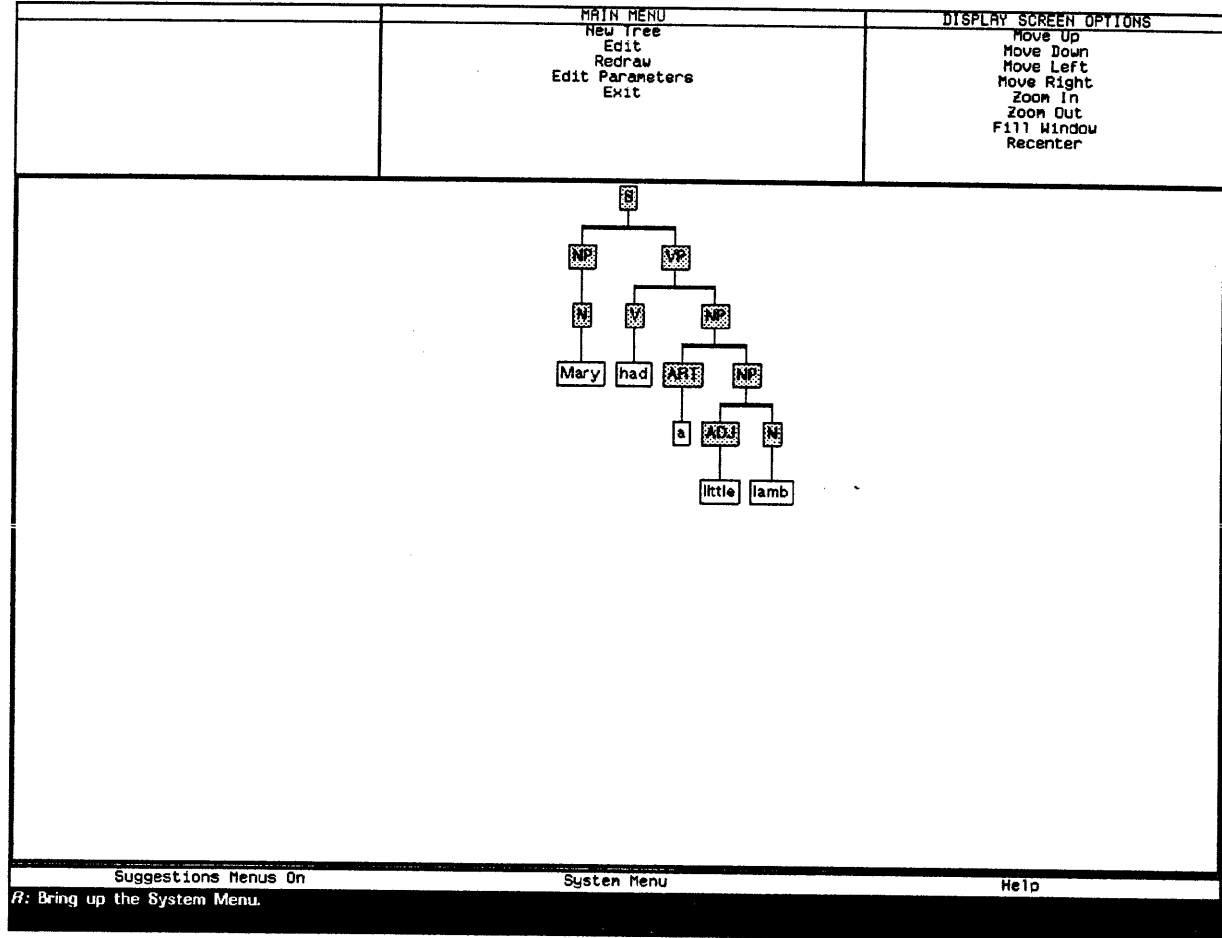 MAIN MENU
New Tree
Edit
Redraw
Edit Parameters
Exit
DISPLAY SCREEN OPTIONS
Move Up
Move Down
Move Left
Move Right
Zoom In
Zoom Out
Fill Window
Recenter
S
NP VP
N V NP
Mary had ART NP
a ADJ N
little lamb
Suggestions Menus On System Menu Help
R: Bring up the System Menu.